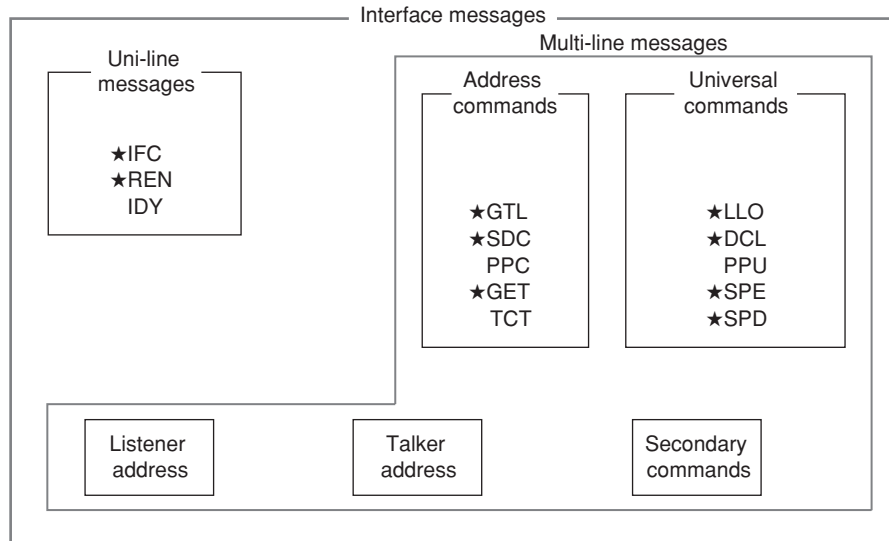 Interface messages
Multi-line messages
Uni-line
messages
★IFC
★REN
IDY
Address
commands
★GTL
★SDC
PPC
★GET
TCT
Universal
commands
★LLO
★DCL
PPU
★SPE
★SPD
Listener
address
Talker
address
Secondary
commands